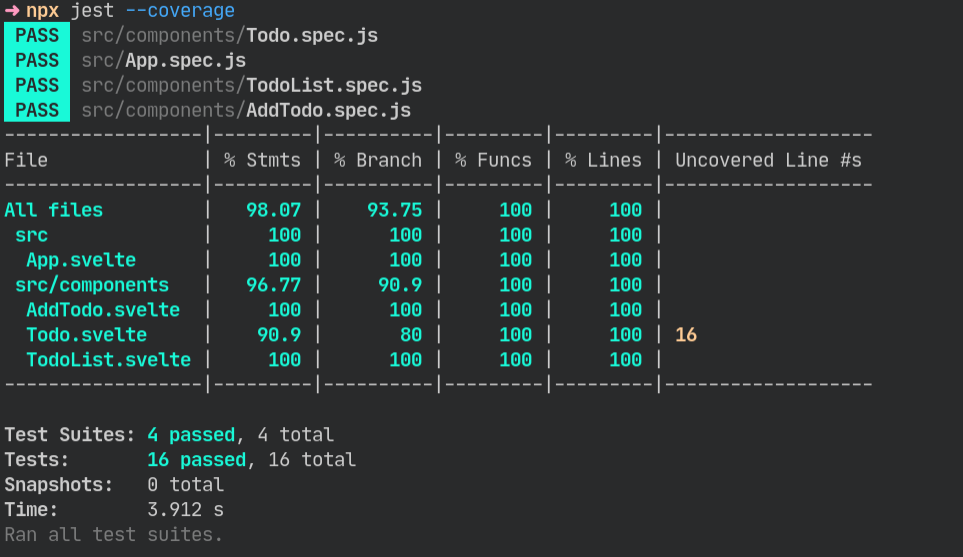 ➜ npx jest --coverage
PASS src/components/Todo.spec.js
PASS src/App.spec.js
PASS src/components/TodoList.spec.js
PASS src/components/AddTodo.spec.js
------------------|---------|----------|---------|---------|-------------------
File              | % Stmts | % Branch | % Funcs | % Lines | Uncovered Line #s
------------------|---------|----------|---------|---------|-------------------
All files         |   98.07 |    93.75 |     100 |     100 |
 src              |     100 |      100 |     100 |     100 |
  App.svelte      |     100 |      100 |     100 |     100 |
 src/components   |   96.77 |     90.9 |     100 |     100 |
  AddTodo.svelte  |     100 |      100 |     100 |     100 |
  Todo.svelte     |    90.9 |       80 |     100 |     100 | 16
  TodoList.svelte |     100 |      100 |     100 |     100 |
------------------|---------|----------|---------|---------|-------------------
Test Suites: 4 passed, 4 total
Tests:       16 passed, 16 total
Snapshots:   0 total
Time:        3.912 s
Ran all test suites.